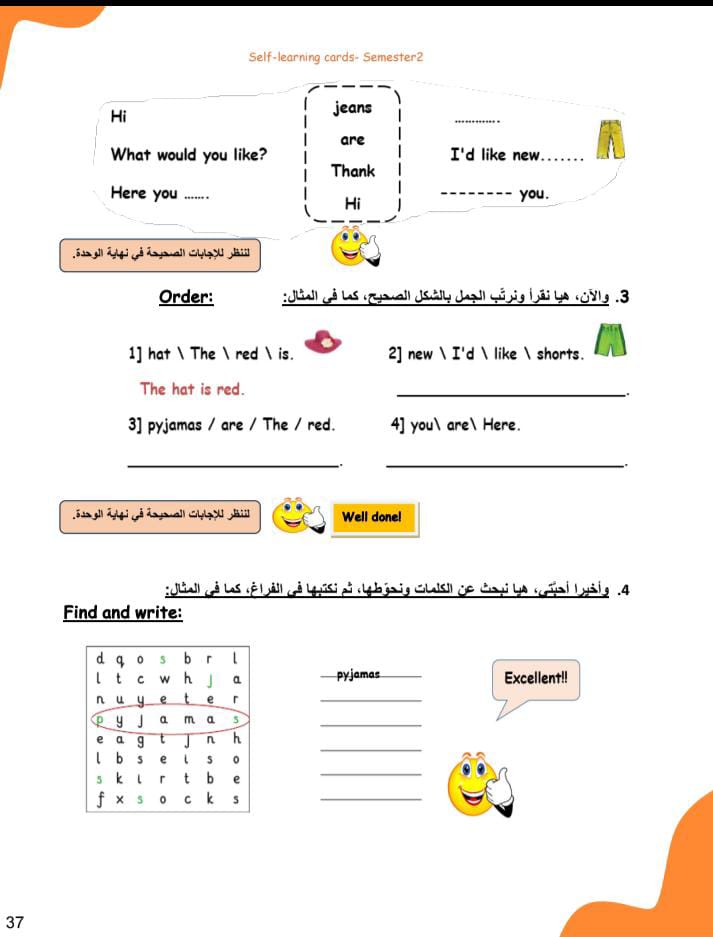 Self-learning cards- Semester2
Hi jeans .............
are
What would you like? I'd like new.......
Thank
Here you ....... Hi --------- you.
لننظر للإجابات الصحيحة في نهاية الوحدة.
Order: 3. والآن، هيا نقرأ ونرتّب الجمل بالشكل الصحيح، كما في المثال:
1] hat \ The \ red \ is. 2] new \ I'd \ like \ shorts.
The hat is red. ____________________.
3] pyjamas / are / The / red. 4] you\ are\ Here.
____________________. ____________________.
لننظر للإجابات الصحيحة في نهاية الوحدة. Well done!
4. وأخيرا أحبّتي، هيا نبحث عن الكلمات ونحوّطها، ثم نكتبها في الفراغ، كما في المثال:
Find and write:
d q o s b r l
l t c w h j a
n u y e t e r
p y j a m a s
e a g t j n h
l b s e i s o
s k i r t b e
f x s o c k s
pyjamas
Excellent!!
37